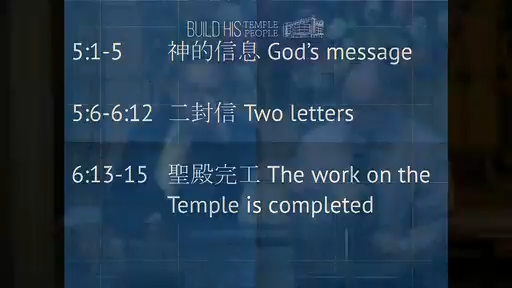 BUILD HIS TEMPLE PEOPLE
5:1-5 神的信息 God's message
5:6-6:12 二封信 Two letters
6:13-15 聖殿完工 The work on the
Temple is completed